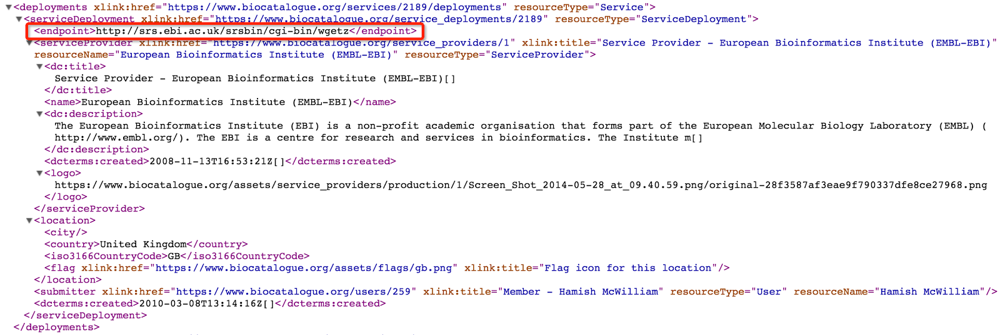 ▼<deployments xlink:href="https://www.biocatalogue.org/services/2189/deployments" resourceType="Service">
▼<serviceDeployment xlink:href="https://www.biocatalogue.org/service_deployments/2189" resourceType="ServiceDeployment">
<endpoint>http://srs.ebi.ac.uk/srsbin/cgi-bin/wgetz</endpoint>
▼<serviceProvider xlink:href="https://www.biocatalogue.org/service_providers/1" xlink:title="Service Provider - European Bioinformatics Institute (EMBL-EBI)"
resourceName="European Bioinformatics Institute (EMBL-EBI)" resourceType="ServiceProvider">
▼<dc:title>
Service Provider - European Bioinformatics Institute (EMBL-EBI)[]
</dc:title>
<name>European Bioinformatics Institute (EMBL-EBI)</name>
▼<dc:description>
The European Bioinformatics Institute (EBI) is a non-profit academic organisation that forms part of the European Molecular Biology Laboratory (EMBL) (
http://www.embl.org/). The EBI is a centre for research and services in bioinformatics. The Institute m[]
</dc:description>
<dcterms:created>2008-11-13T16:53:21Z[]</dcterms:created>
▼<logo>
https://www.biocatalogue.org/assets/service_providers/production/1/Screen_Shot_2014-05-28_at_09.40.59.png/original-28f3587af3eae9f790337dfe8ce27968.png
</logo>
</serviceProvider>
▼<location>
<city/>
<country>United Kingdom</country>
<iso3166CountryCode>GB</iso3166CountryCode>
<flag xlink:href="https://www.biocatalogue.org/assets/flags/gb.png" xlink:title="Flag icon for this location"/>
</location>
<submitter xlink:href="https://www.biocatalogue.org/users/259" xlink:title="Member - Hamish McWilliam" resourceType="User" resourceName="Hamish McWilliam"/>
<dcterms:created>2010-03-08T13:14:16Z[]</dcterms:created>
</serviceDeployment>
</deployments>